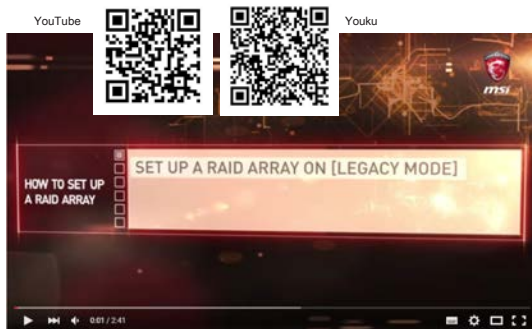 YouTube
Youku
msi
SET UP A RAID ARRAY ON [LEGACY MODE]
HOW TO SET UP
A RAID ARRAY
0:01 / 2:41